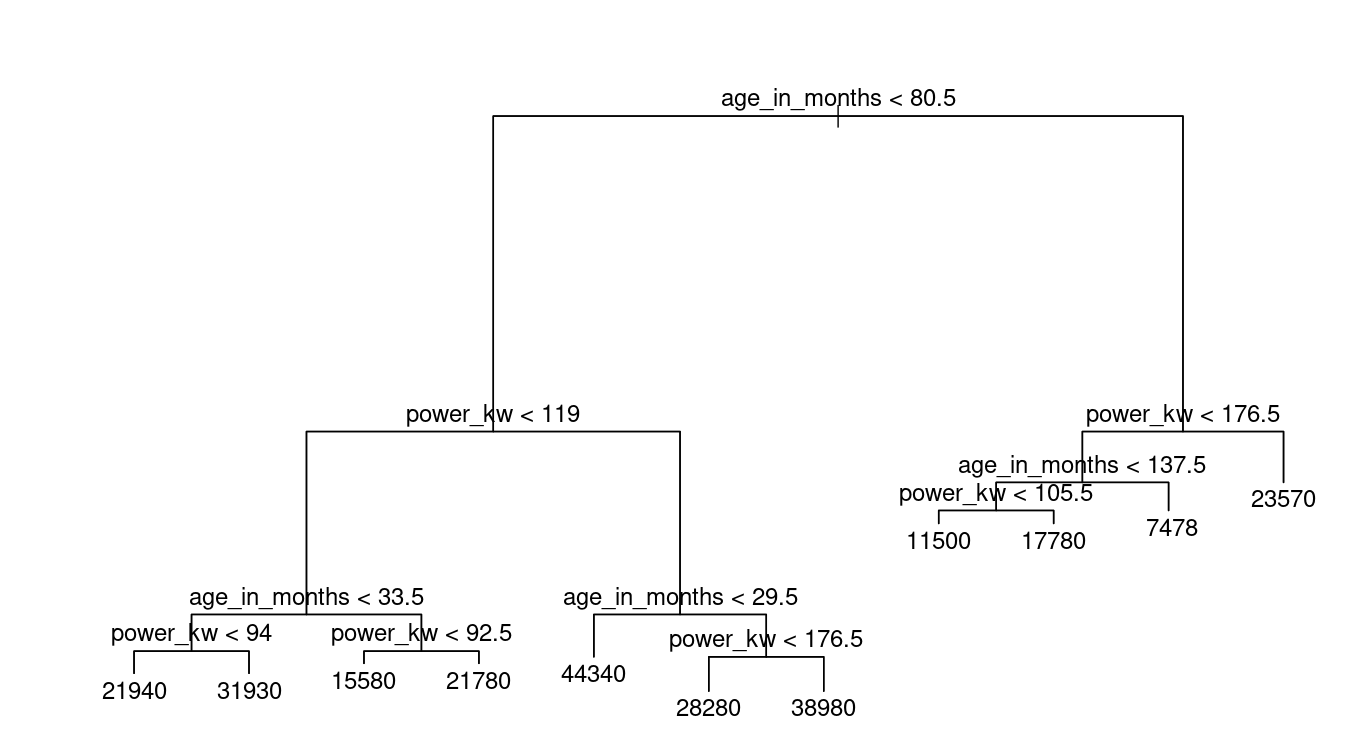 age_in_months < 80.5
power_kw < 119
power_kw < 176.5
age_in_months < 137.5
power_kw < 105.5
23570
7478
11500
17780
age_in_months < 33.5
age_in_months < 29.5
power_kw < 94
power_kw < 92.5
power_kw < 176.5
44340
15580
21780
21940
31930
28280
38980